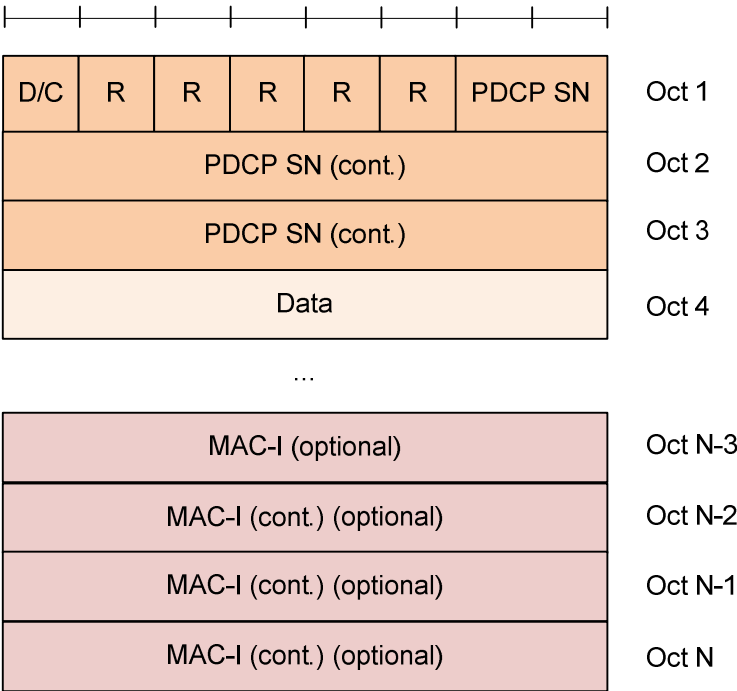 D/C R R R R R PDCP SN Oct 1
PDCP SN (cont.) Oct 2
PDCP SN (cont.) Oct 3
Data Oct 4
...
MAC-I (optional) Oct N-3
MAC-I (cont.) (optional) Oct N-2
MAC-I (cont.) (optional) Oct N-1
MAC-I (cont.) (optional) Oct N